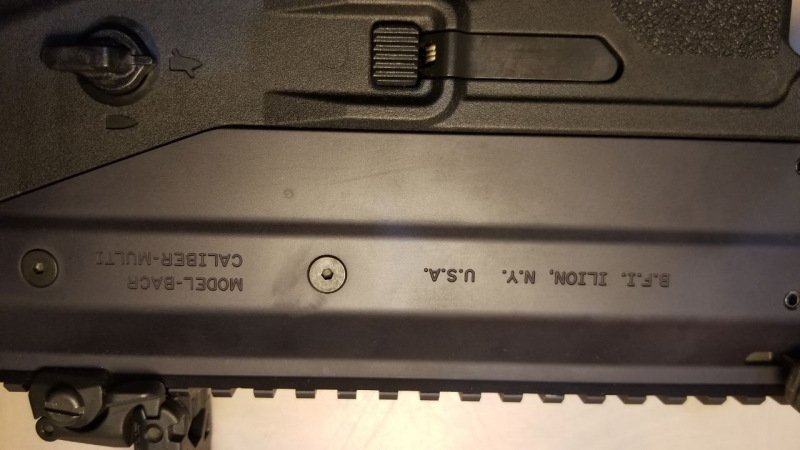 B.F.I. ILION, N.Y. U.S.A.
MODEL-BACR
CALIBER-MULTI